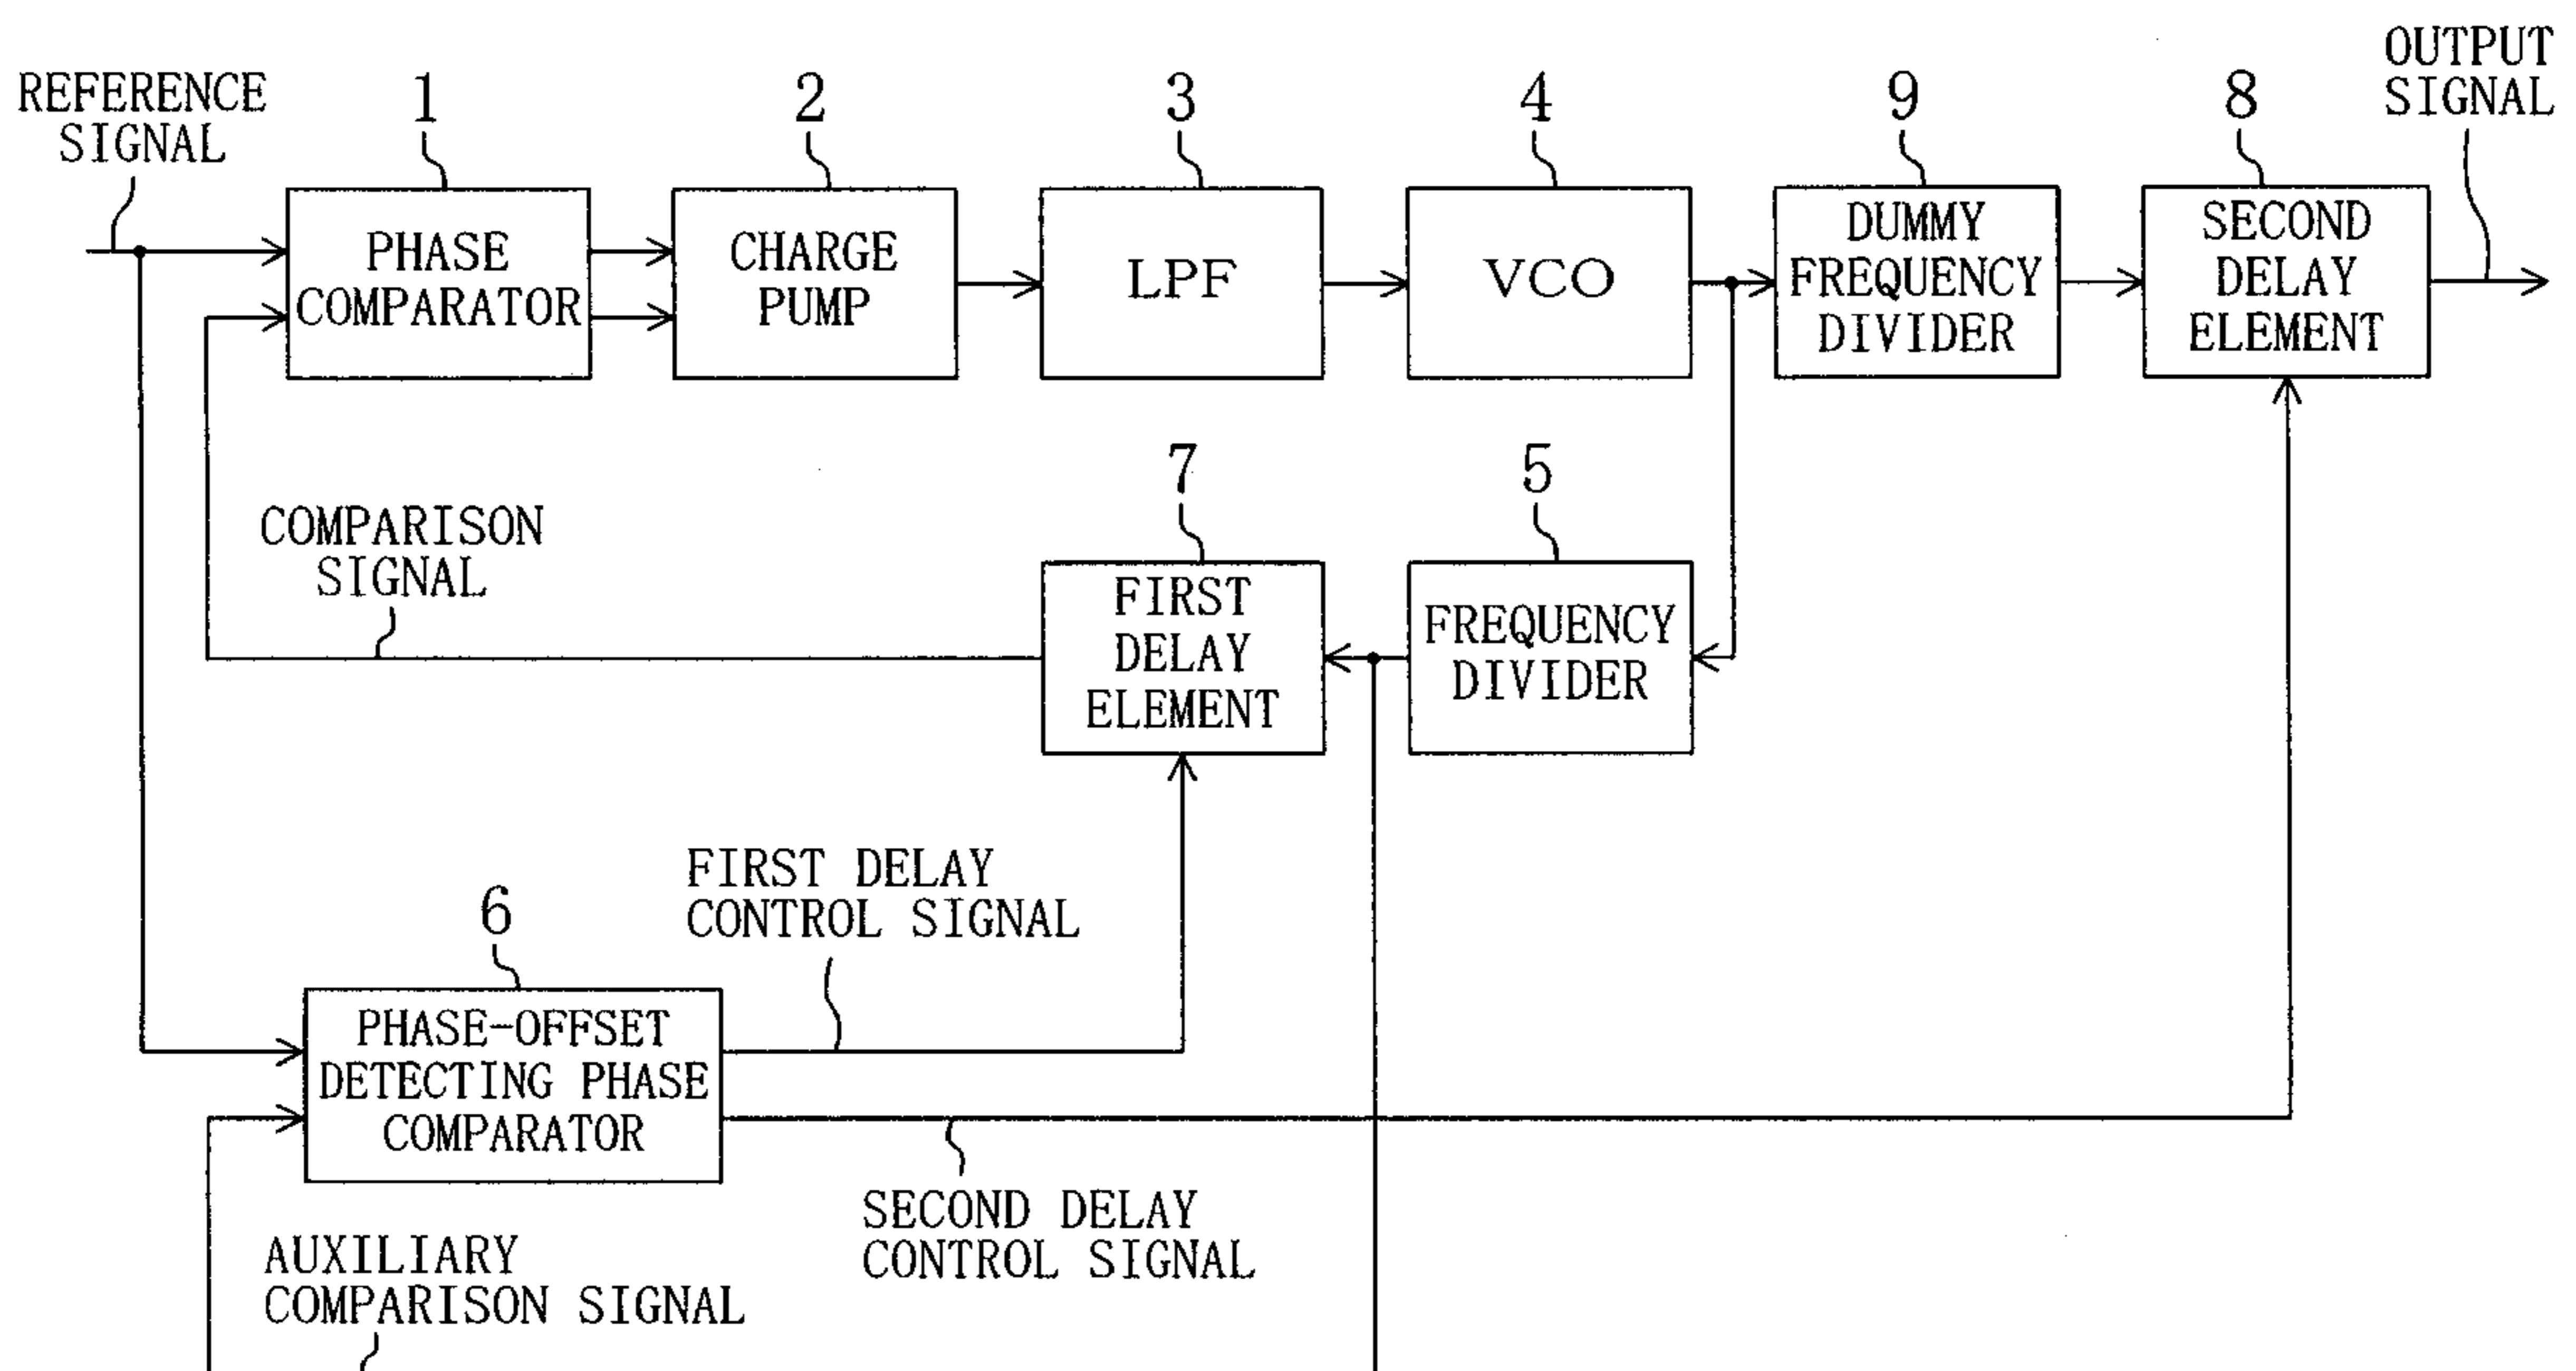 REFERENCE
SIGNAL
1
2
3
4
9
8
OUTPUT
SIGNAL
PHASE
COMPARATOR
CHARGE
PUMP
LPF
VCO
DUMMY
FREQUENCY
DIVIDER
SECOND
DELAY
ELEMENT
COMPARISON
SIGNAL
7
5
FIRST
DELAY
ELEMENT
FREQUENCY
DIVIDER
6
FIRST DELAY
CONTROL SIGNAL
PHASE-OFFSET
DETECTING PHASE
COMPARATOR
SECOND DELAY
CONTROL SIGNAL
AUXILIARY
COMPARISON SIGNAL